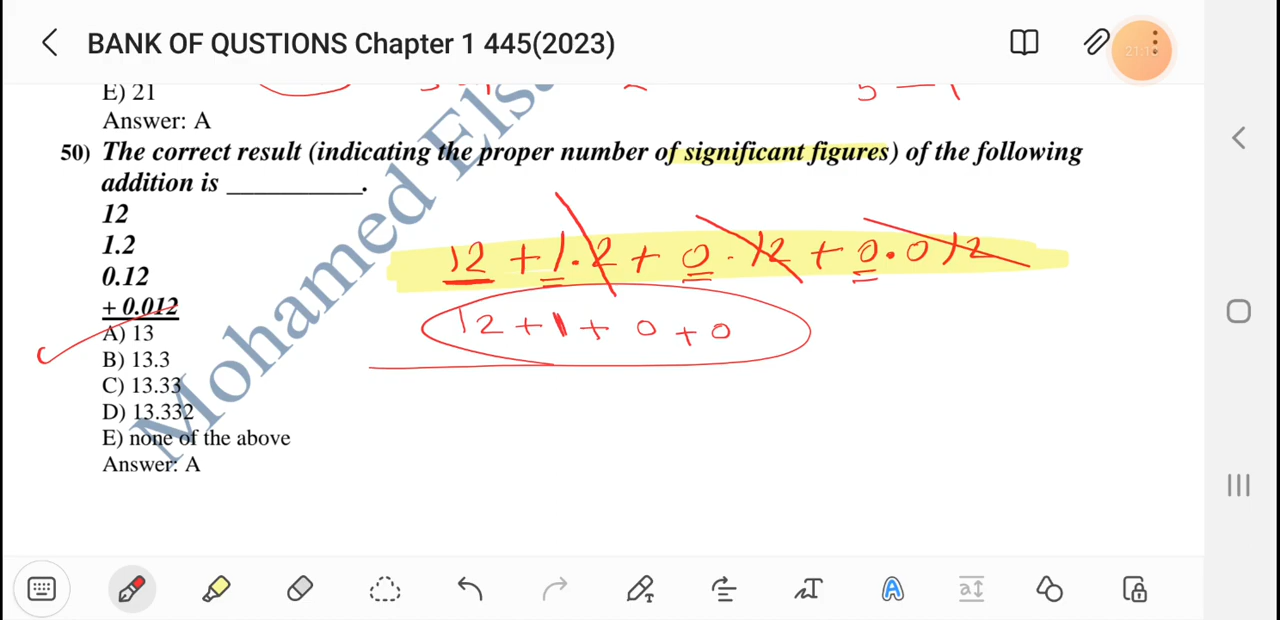 BANK OF QUSTIONS Chapter 1 445(2023)
21:1
E) 21
Answer: A
50) The correct result (indicating the proper number of significant figures) of the following
addition is ____________.
12
1.2
0.12
+ 0.012
A) 13
B) 13.3
C) 13.33
D) 13.332
E) none of the above
Answer: A
12 + 1.2 + 0.12 + 0.012
12 + 1 + 0 + 0
Mohamed Els